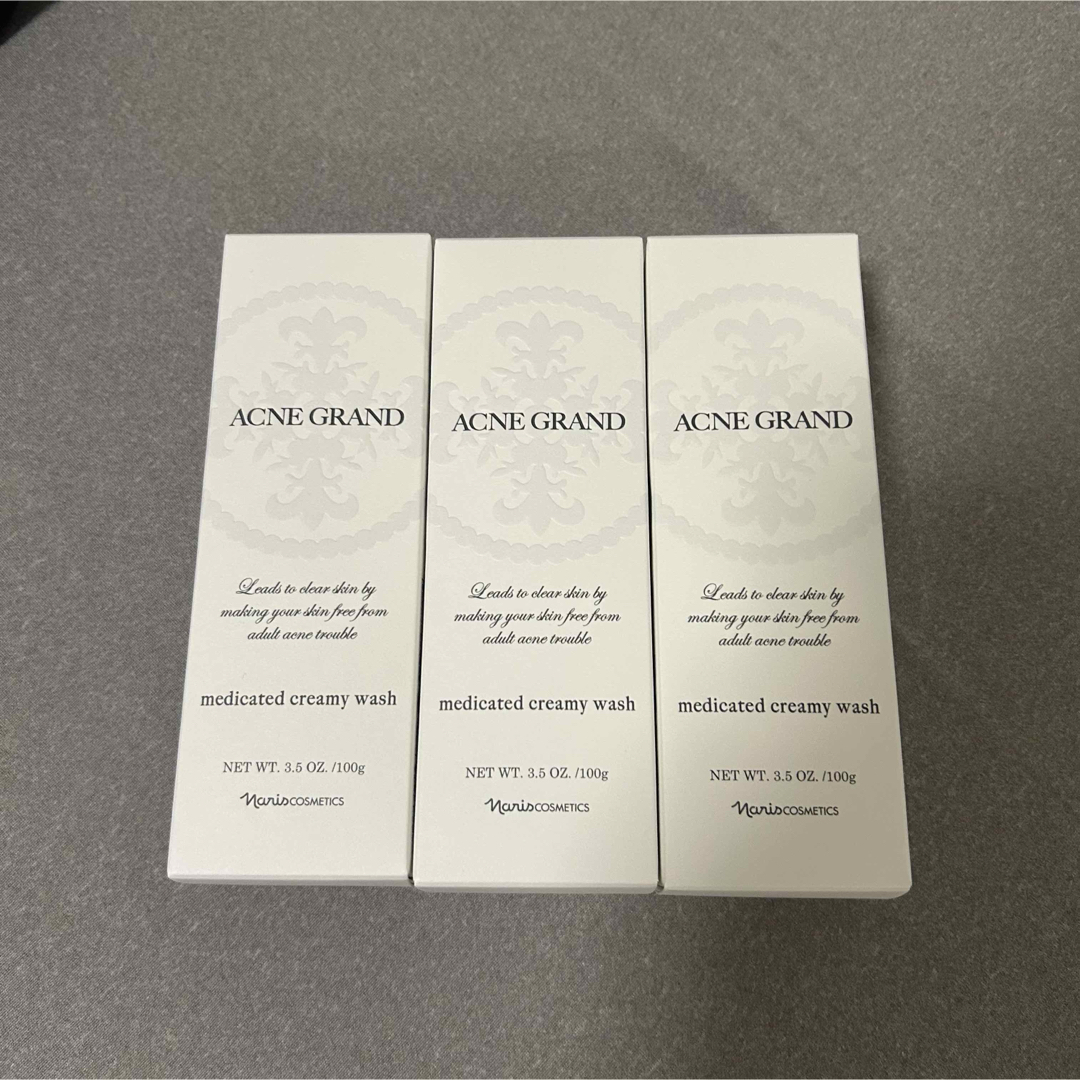 ACNE GRAND
Leads to clear skin by
making your skin free from
adult acne trouble
medicated creamy wash
NET WT. 3.5 OZ. /100g
Naris COSMETICS
ACNE GRAND
Leads to clear skin by
making your skin free from
adult acne trouble
medicated creamy wash
NET WT. 3.5 OZ. /100g
Naris COSMETICS
ACNE GRAND
Leads to clear skin by
making your skin free from
adult acne trouble
medicated creamy wash
NET WT. 3.5 OZ. /100g
Naris COSMETICS